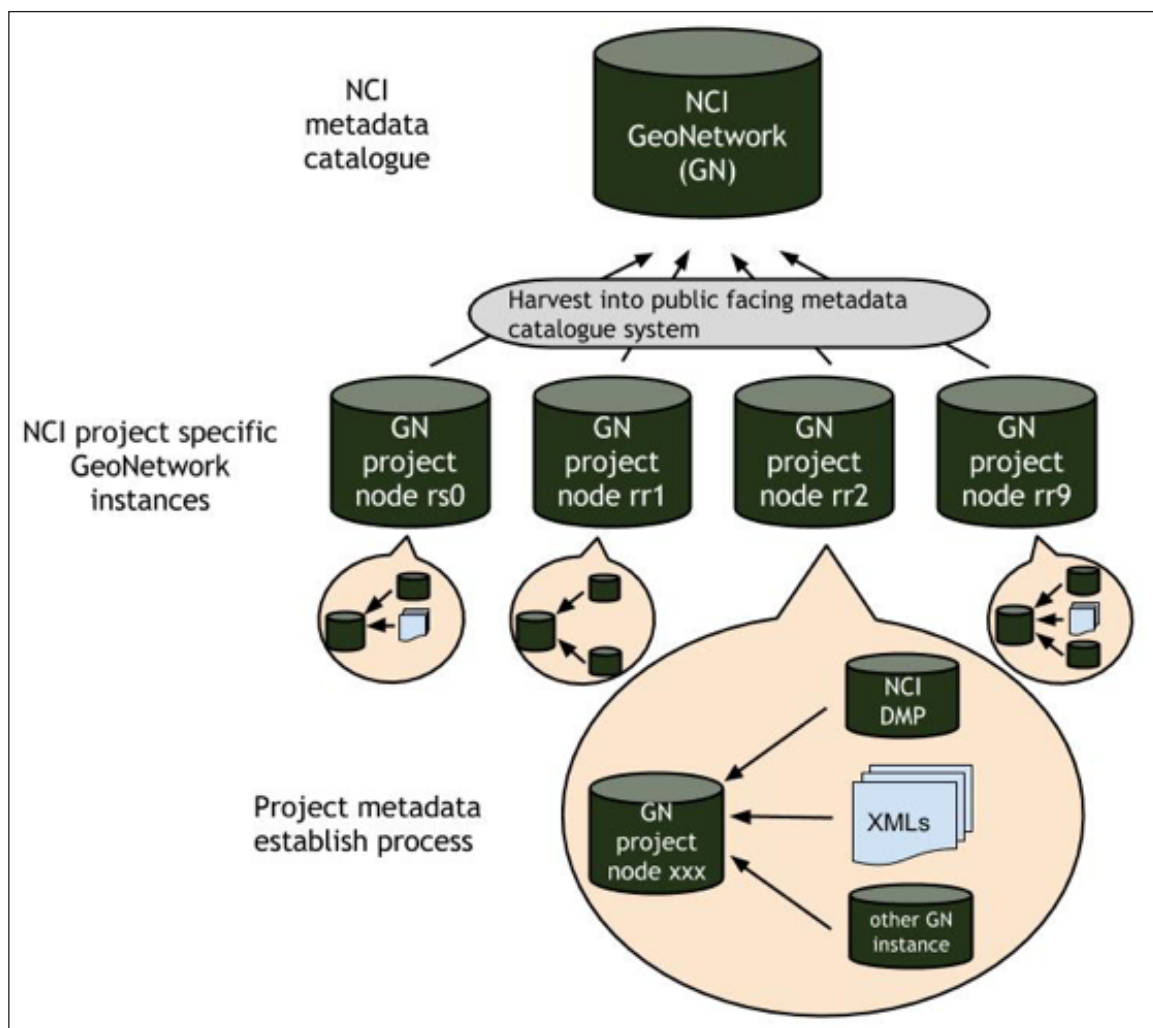 NCI
metadata
catalogue
NCI
GeoNetwork
(GN)
Harvest into public facing metadata
catalogue system
NCI project specific
GeoNetwork
instances
GN
project
node rs0
GN
project
node rr1
GN
project
node rr2
GN
project
node rr9
Project metadata
establish process
NCI
DMP
GN
project
node xxx
XMLs
other GN
instance